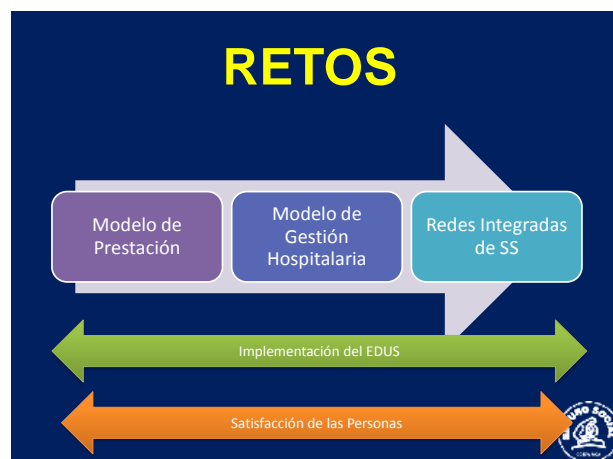 RETOS
Modelo de
Prestación
Modelo de
Gestión
Hospitalaria
Redes Integradas
de SS
Implementación del EDUS
Satisfacción de las Personas